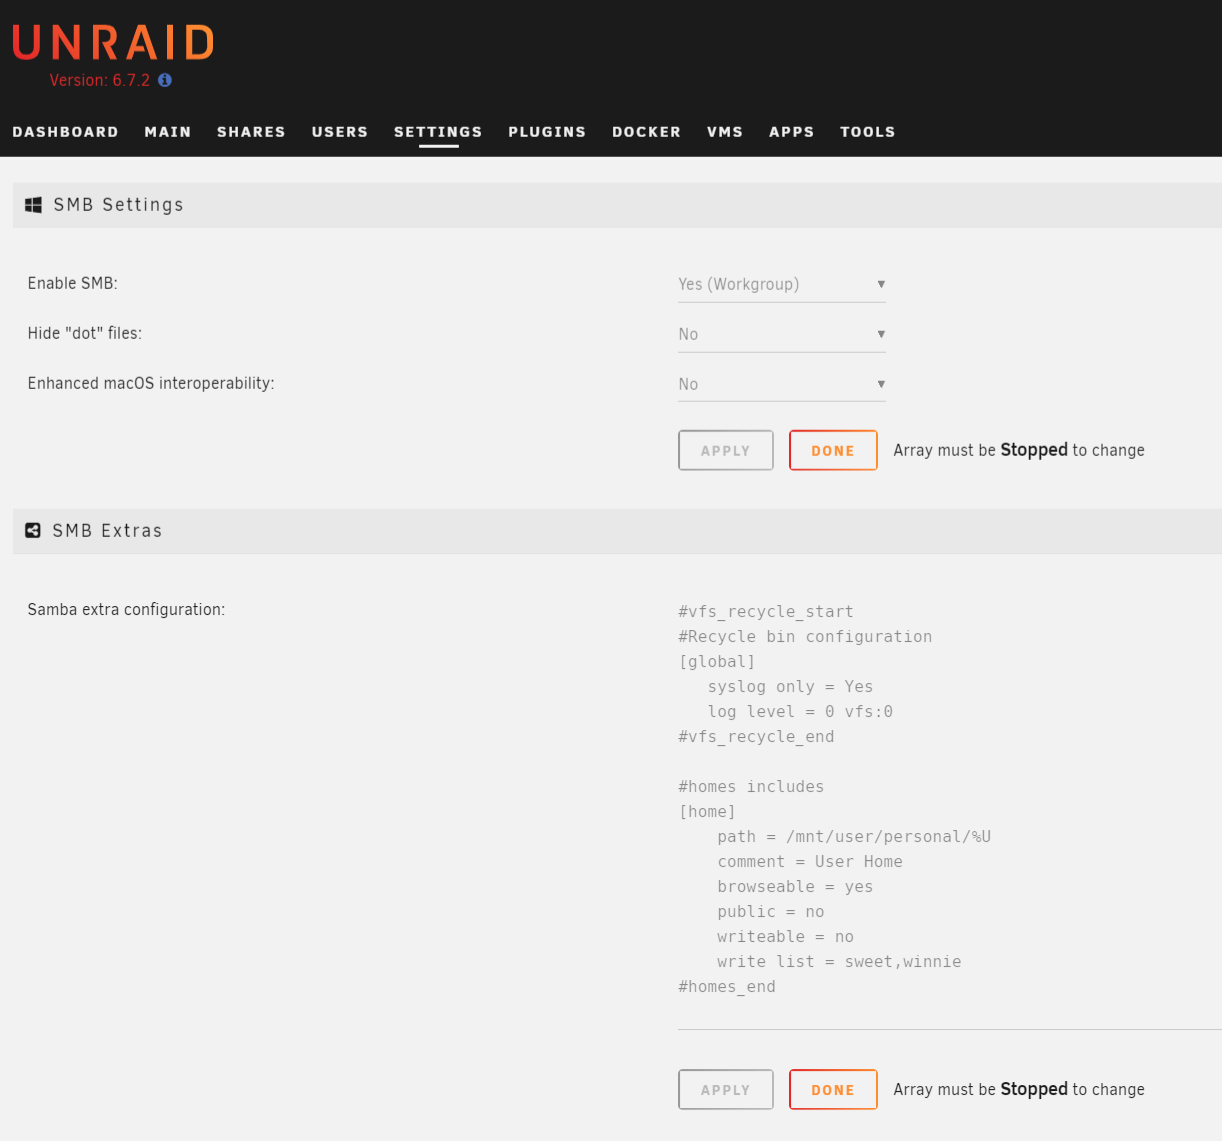 UNRAID
Version: 6.7.2
DASHBOARD MAIN SHARES USERS SETTINGS PLUGINS DOCKER VMS APPS TOOLS
SMB Settings
Enable SMB: Yes (Workgroup)
Hide "dot" files: No
Enhanced macOS interoperability: No
APPLY DONE Array must be Stopped to change
SMB Extras
Samba extra configuration: #vfs_recycle_start
#Recycle bin configuration
[global]
   syslog only = Yes
   log level = 0 vfs:0
#vfs_recycle_end

#homes includes
[home]
    path = /mnt/user/personal/%U
    comment = User Home
    browseable = yes
    public = no
    writeable = no
    write list = sweet,winnie
#homes_end
APPLY DONE Array must be Stopped to change